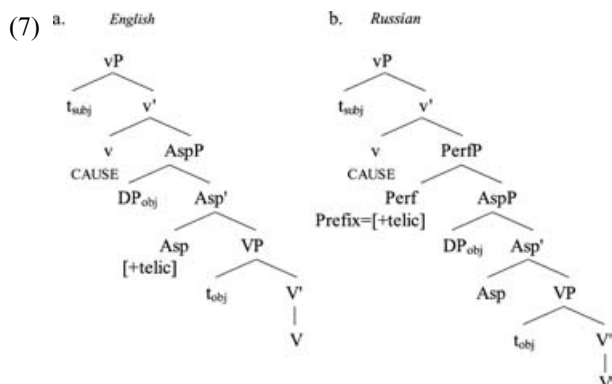 (7) a. English b. Russian
vP vP
t_subj v' t_subj v'
v AspP v PerfP
CAUSE CAUSE
DP_obj Asp' Perf AspP
Prefix=[+telic]
Asp VP DP_obj Asp'
[+telic]
t_obj V' Asp VP
V t_obj V'
V